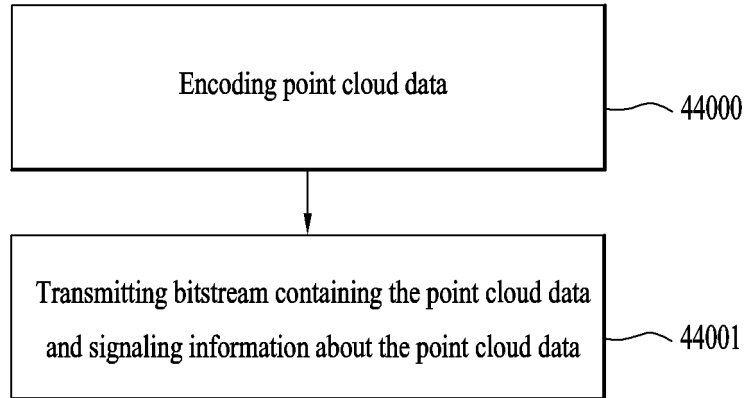 Encoding point cloud data
44000
Transmitting bitstream containing the point cloud data
and signaling information about the point cloud data
44001